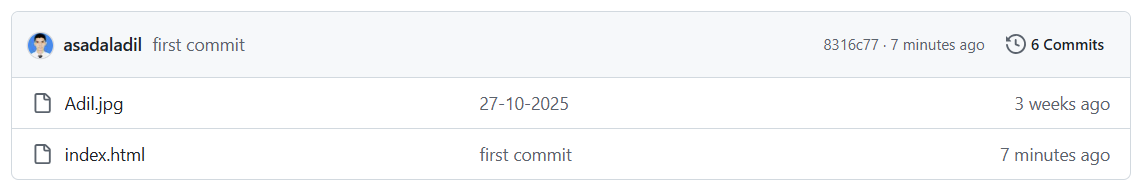 asadaladil first commit 8316c77 · 7 minutes ago 6 Commits
Adil.jpg 27-10-2025 3 weeks ago
index.html first commit 7 minutes ago